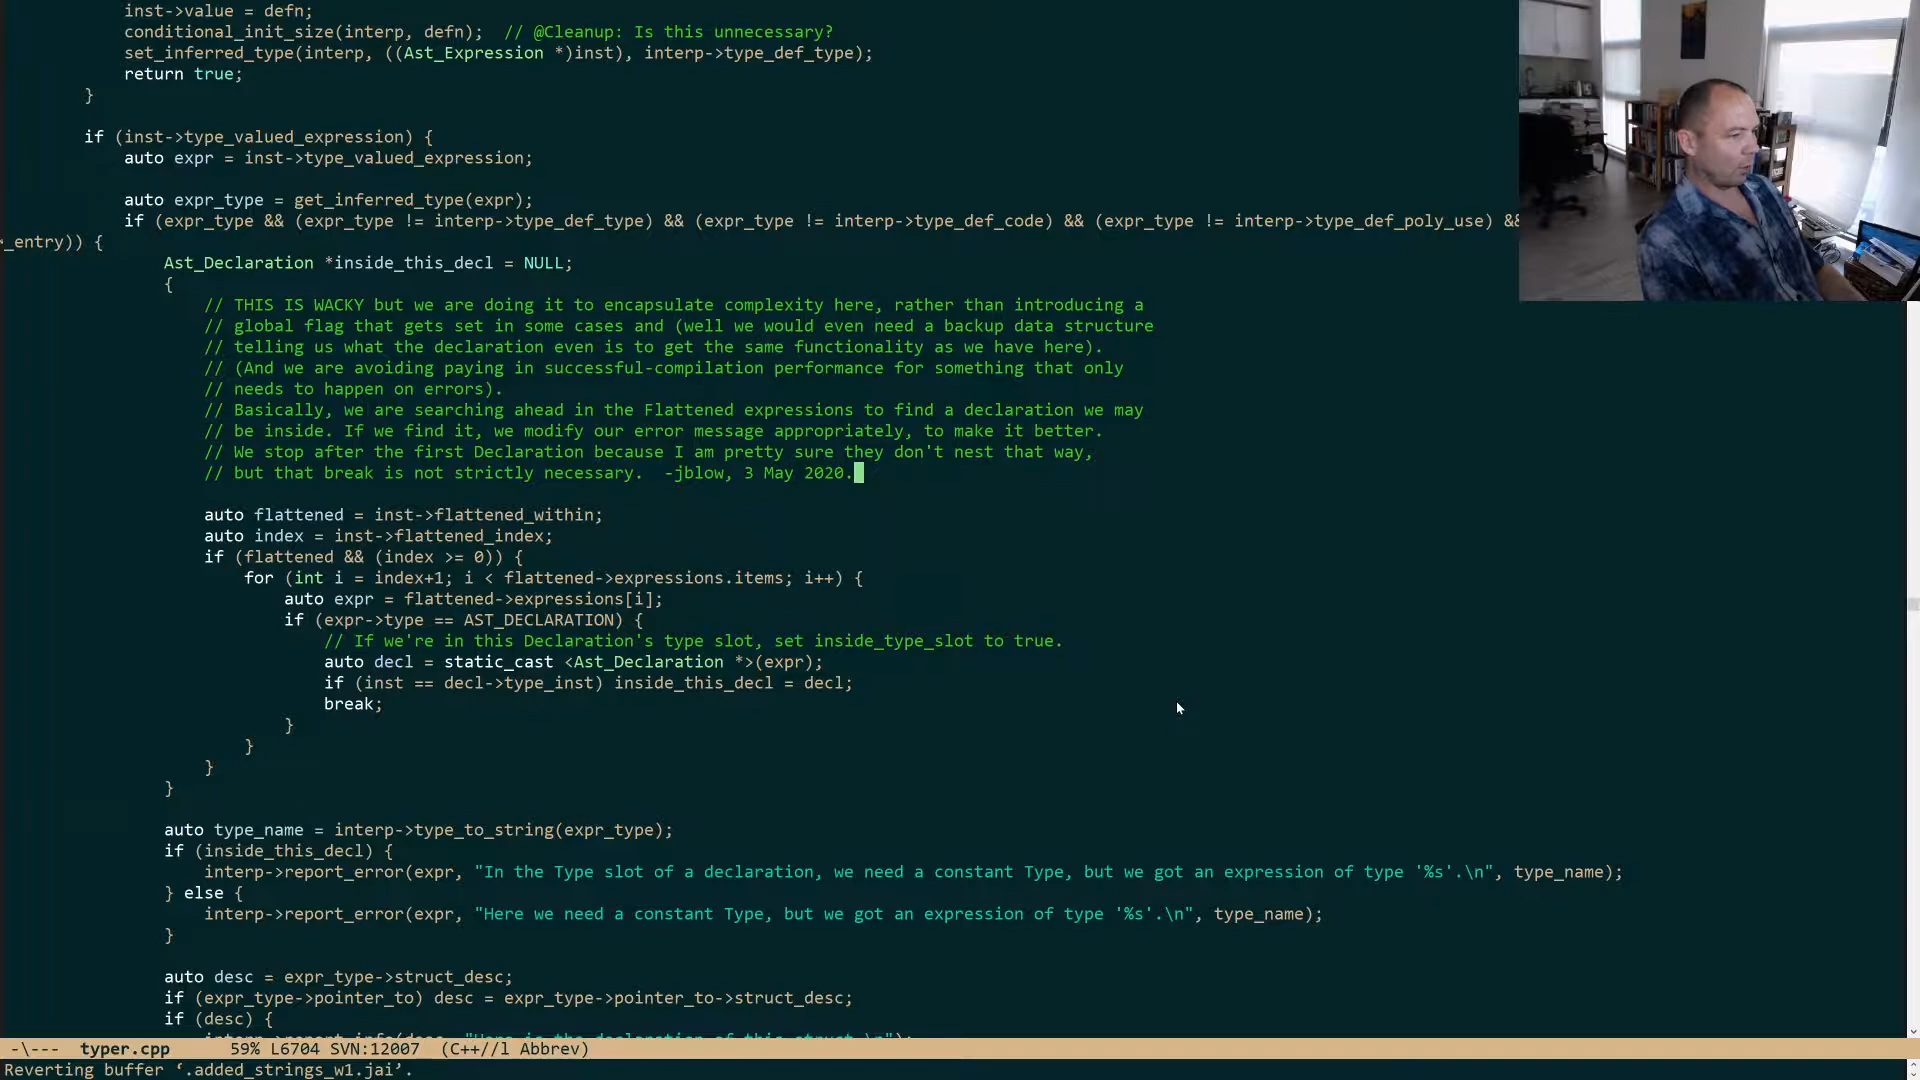 inst->value = defn;
conditional_init_size(interp, defn);  // @Cleanup: Is this unnecessary?
set_inferred_type(interp, ((Ast_Expression *)inst), interp->type_def_type);
return true;
}
if (inst->type_valued_expression) {
auto expr = inst->type_valued_expression;
auto expr_type = get_inferred_type(expr);
if (expr_type && (expr_type != interp->type_def_type) && (expr_type != interp->type_def_code) && (expr_type != interp->type_def_poly_use) &&
_entry)) {
Ast_Declaration *inside_this_decl = NULL;
{
// THIS IS WACKY but we are doing it to encapsulate complexity here, rather than introducing a
// global flag that gets set in some cases and (well we would even need a backup data structure
// telling us what the declaration even is to get the same functionality as we have here).
// (And we are avoiding paying in successful-compilation performance for something that only
// needs to happen on errors).
// Basically, we are searching ahead in the Flattened expressions to find a declaration we may
// be inside. If we find it, we modify our error message appropriately, to make it better.
// We stop after the first Declaration because I am pretty sure they don't nest that way,
// but that break is not strictly necessary.  -jblow, 3 May 2020.
auto flattened = inst->flattened_within;
auto index = inst->flattened_index;
if (flattened && (index >= 0)) {
for (int i = index+1; i < flattened->expressions.items; i++) {
auto expr = flattened->expressions[i];
if (expr->type == AST_DECLARATION) {
// If we're in this Declaration's type slot, set inside_type_slot to true.
auto decl = static_cast <Ast_Declaration *>(expr);
if (inst == decl->type_inst) inside_this_decl = decl;
break;
}
}
}
}
auto type_name = interp->type_to_string(expr_type);
if (inside_this_decl) {
interp->report_error(expr, "In the Type slot of a declaration, we need a constant Type, but we got an expression of type '%s'.\n", type_name);
} else {
interp->report_error(expr, "Here we need a constant Type, but we got an expression of type '%s'.\n", type_name);
}
auto desc = expr_type->struct_desc;
if (expr_type->pointer_to) desc = expr_type->pointer_to->struct_desc;
if (desc) {
interp->report_info(desc, "Here is the declaration of this struct.\n");
-\---  typer.cpp      59% L6704 SVN:12007  (C++//l Abbrev)
Reverting buffer ‘.added_strings_w1.jai’.